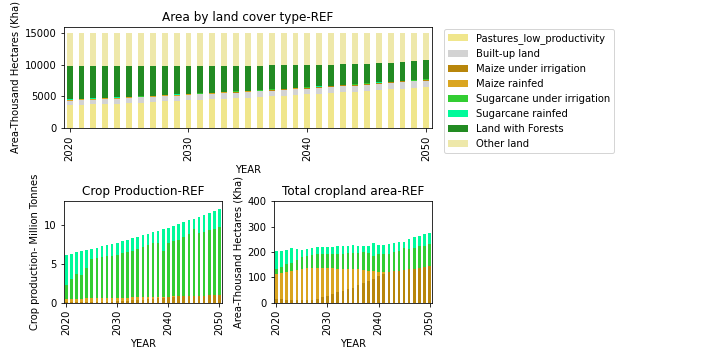 Area by land cover type-REF
Area-Thousand Hectares (Kha)
15000
10000
5000
0
2020
2030
2040
2050
YEAR
Pastures_low_productivity
Built-up land
Maize under irrigation
Maize rainfed
Sugarcane under irrigation
Sugarcane rainfed
Land with Forests
Other land
Crop Production-REF
Crop production- Million Tonnes
10
5
0
2020
2030
2040
2050
YEAR
Total cropland area-REF
Area-Thousand Hectares (Kha)
400
300
200
100
0
2020
2030
2040
2050
YEAR